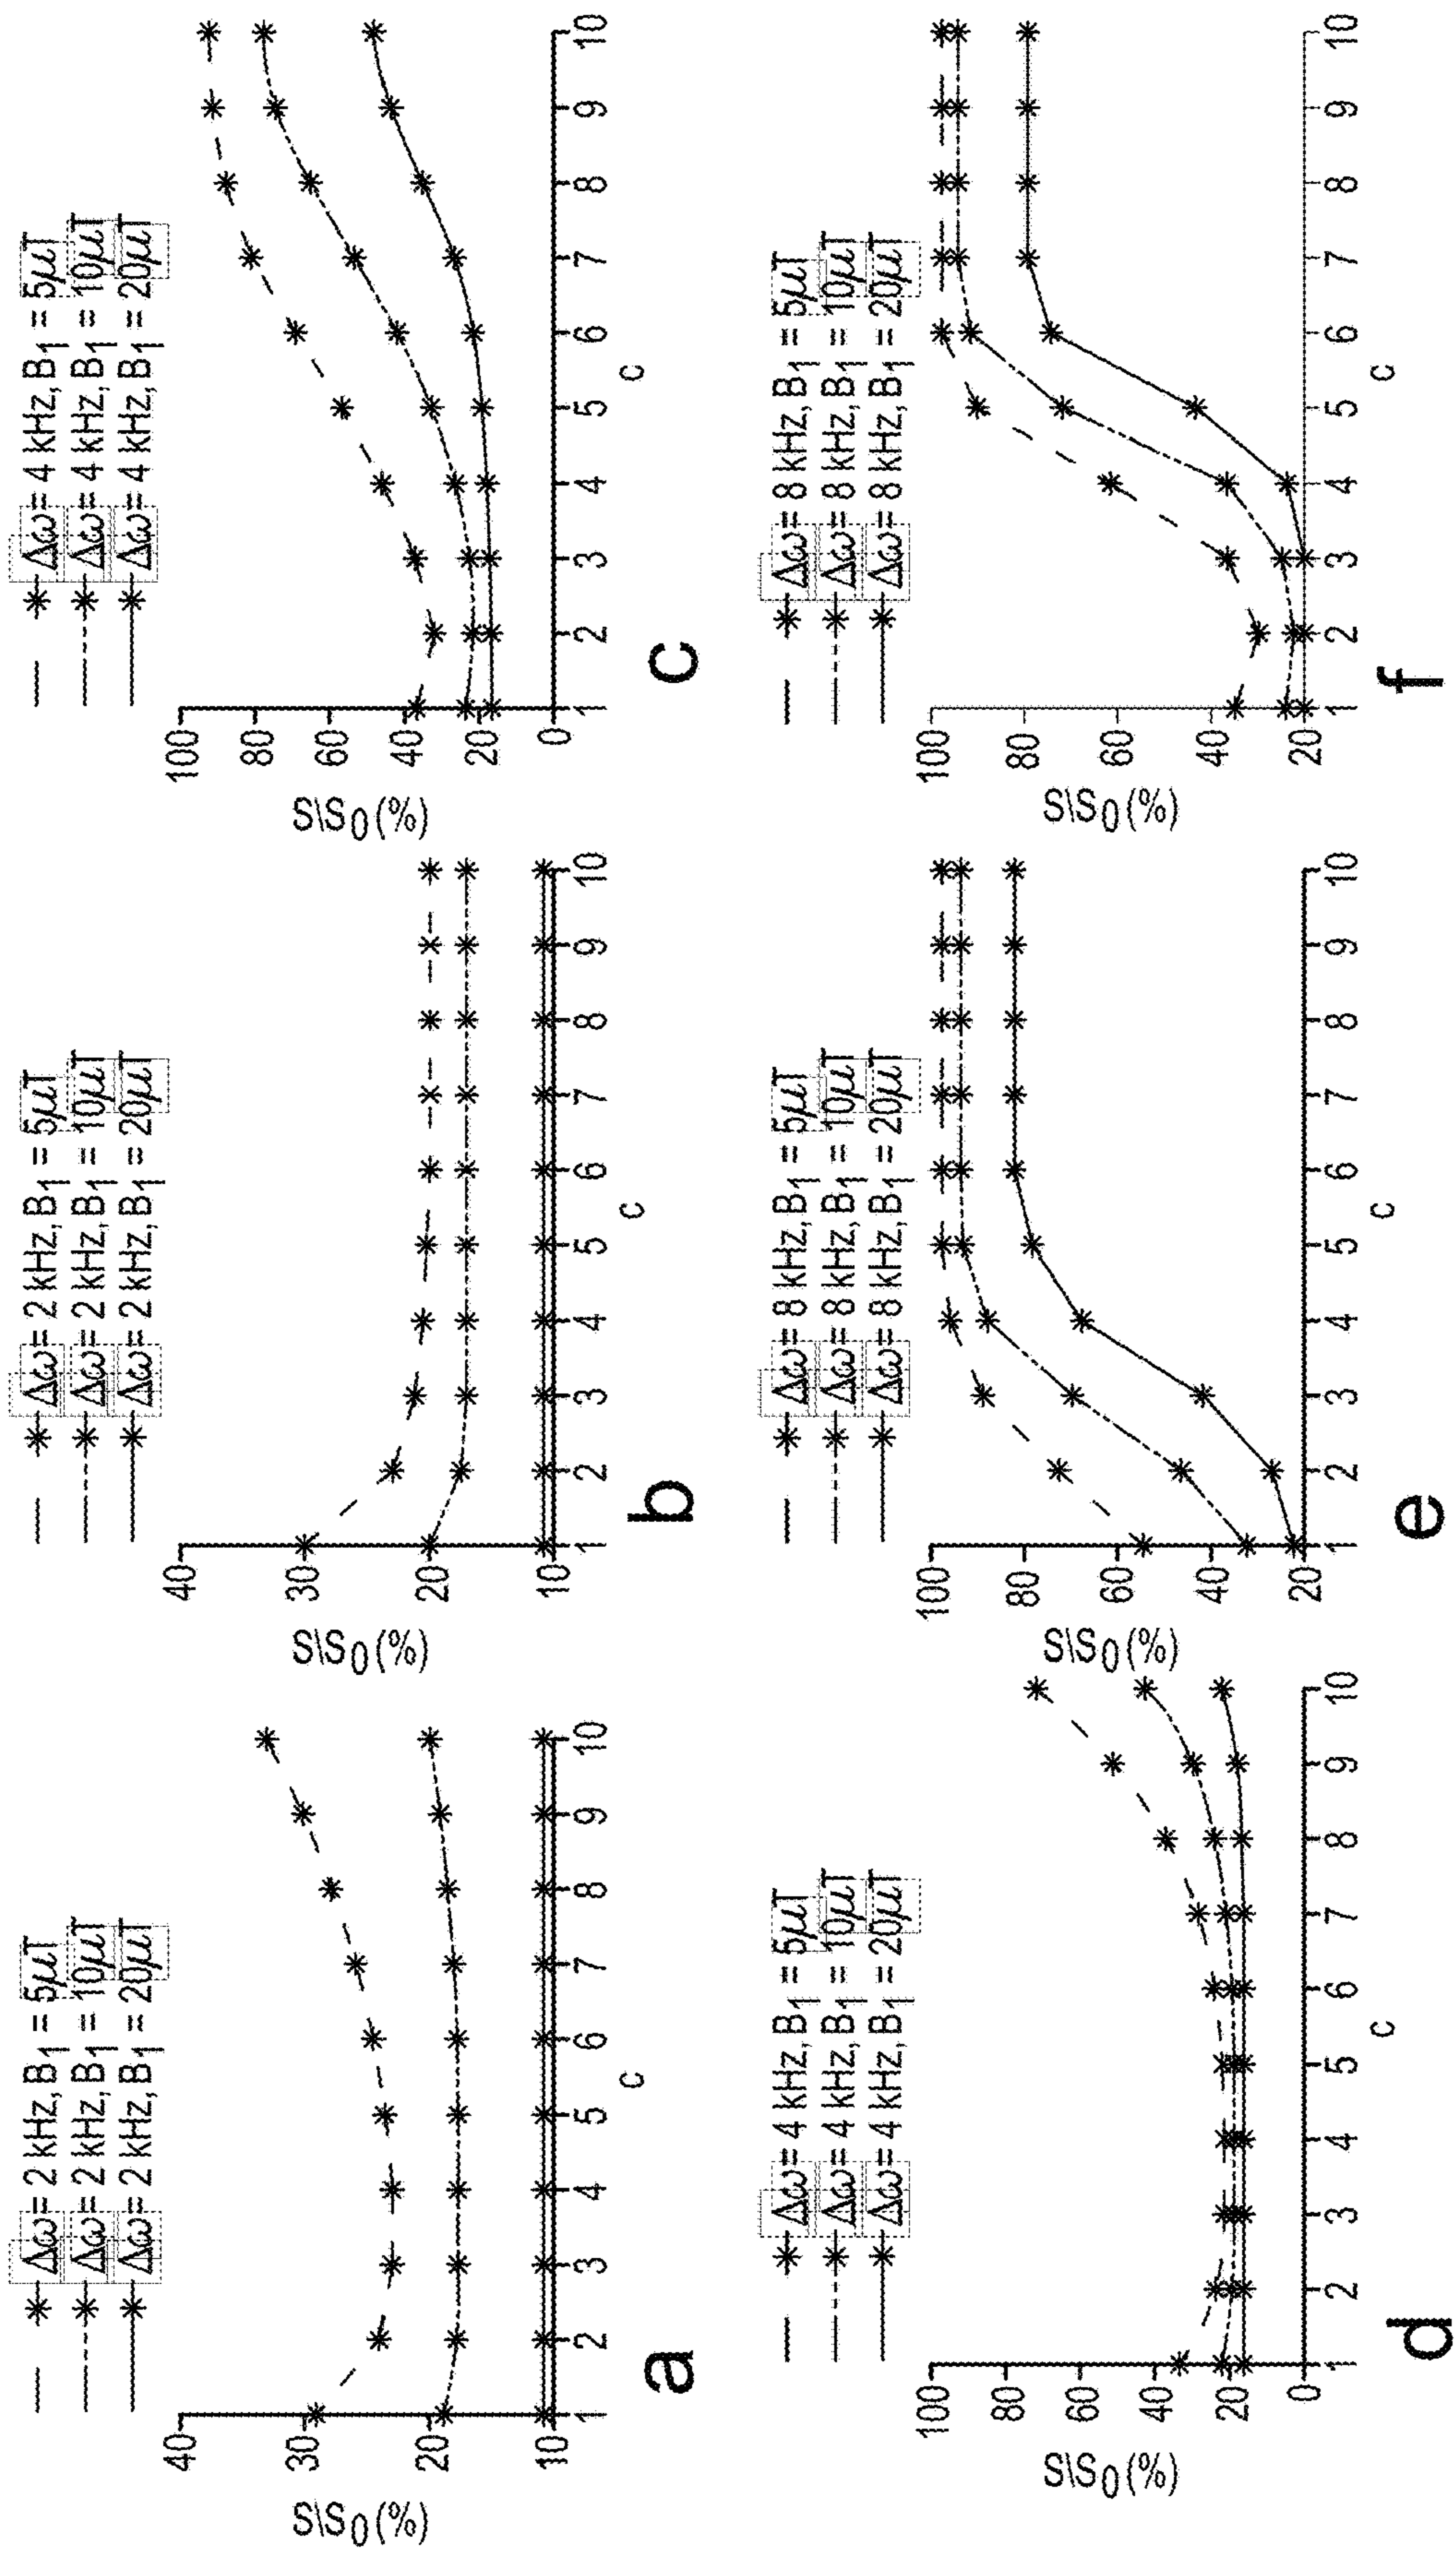 Δω= 2 kHz, B1 = 5μT
Δω= 2 kHz, B1 = 10μT
Δω= 2 kHz, B1 = 20μT
40
30
20
10
S\S0 (%)
1 2 3 4 5 6 7 8 9 10
c
a
Δω= 2 kHz, B1 = 5μT
Δω= 2 kHz, B1 = 10μT
Δω= 2 kHz, B1 = 20μT
40
30
20
10
S\S0 (%)
1 2 3 4 5 6 7 8 9 10
c
b
Δω= 4 kHz, B1 = 5μT
Δω= 4 kHz, B1 = 10μT
Δω= 4 kHz, B1 = 20μT
100
80
60
40
20
0
S\S0 (%)
1 2 3 4 5 6 7 8 9 10
c
c
Δω= 4 kHz, B1 = 5μT
Δω= 4 kHz, B1 = 10μT
Δω= 4 kHz, B1 = 20μT
100
80
60
40
20
0
S\S0 (%)
1 2 3 4 5 6 7 8 9 10
c
d
Δω= 8 kHz, B1 = 5μT
Δω= 8 kHz, B1 = 10μT
Δω= 8 kHz, B1 = 20μT
100
80
60
40
20
S\S0 (%)
1 2 3 4 5 6 7 8 9 10
c
e
Δω= 8 kHz, B1 = 5μT
Δω= 8 kHz, B1 = 10μT
Δω= 8 kHz, B1 = 20μT
100
80
40
20
S\S0 (%)
1 2 3 4 5 6 7 8 9 10
c
f